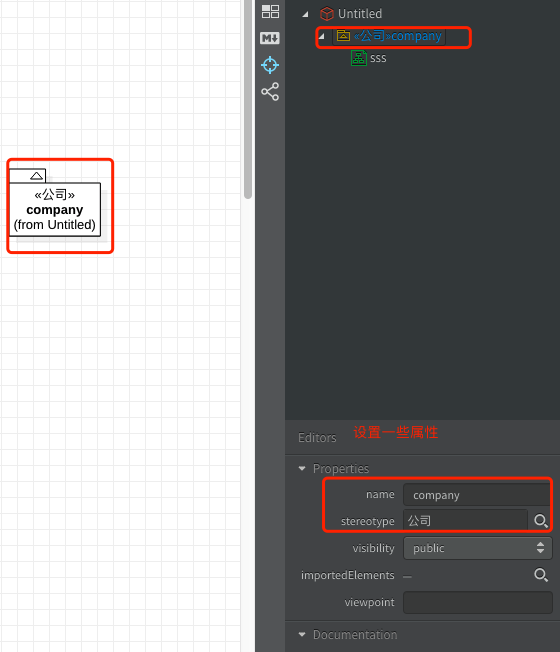 Untitled
«公司»company
sss
M
«公司»
company
(from Untitled)
Editors
设置一些属性
Properties
name company
stereotype 公司
visibility public
importedElements —
viewpoint
Documentation